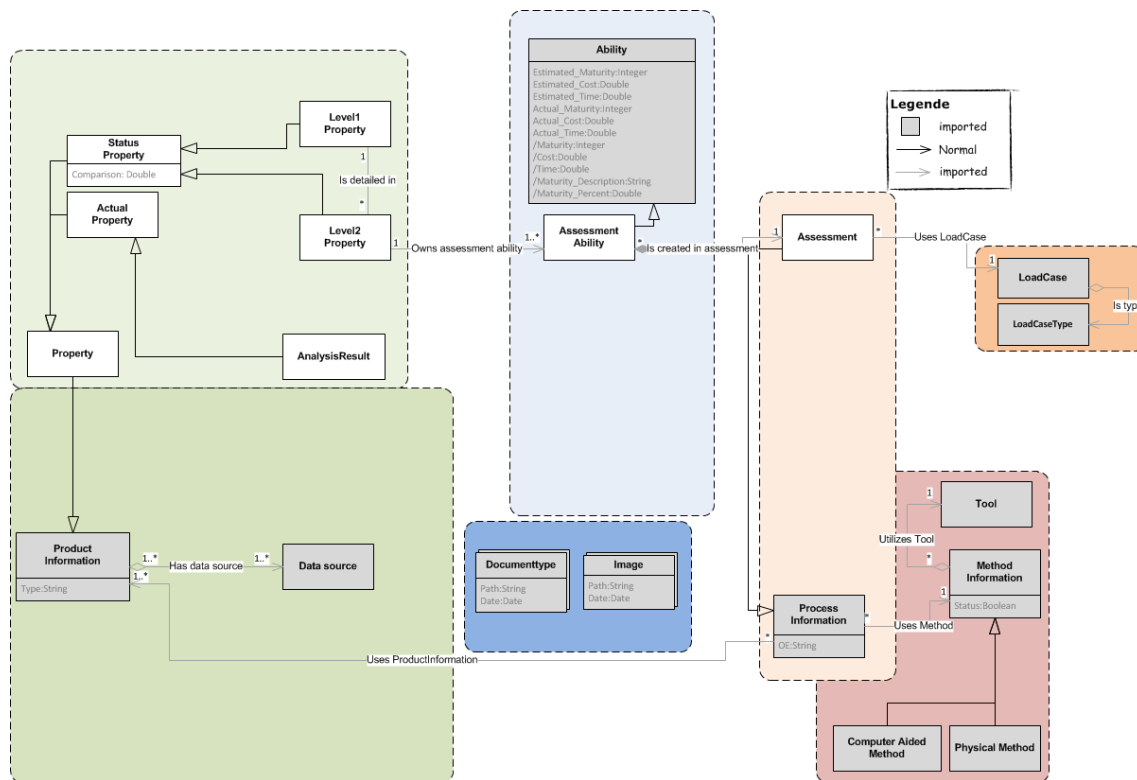 Ability
Estimated_Maturity:Integer
Estimated_Cost:Double
Estimated_Time:Double
Actual_Maturity:Integer
Actual_Cost:Double
Actual_Time:Double
/Maturity:Integer
/Cost:Double
/Time:Double
/Maturity_Description:String
/Maturity_Percent:Double
Legende
imported
Normal
imported
Level1
Property
Status
Property
Comparison: Double
1
Is detailed in
*
Actual
Property
Level2
Property
1
Owns assessment ability
1..*
Assessment
Ability
*
Is created in assessment
1
Assessment
*
Uses LoadCase
1
LoadCase
Is typ
LoadCaseType
Property
AnalysisResult
Product
Information
Type:String
1..*
Has data source
1..*
Data source
1..*
Documenttype
Path:String
Date:Date
Image
Path:String
Date:Date
1
Tool
Utilizes Tool
*
Method
Information
Status:Boolean
1
Process
Information
OE:String
*
Uses Method
*
Uses ProductInformation
Computer Aided
Method
Physical Method